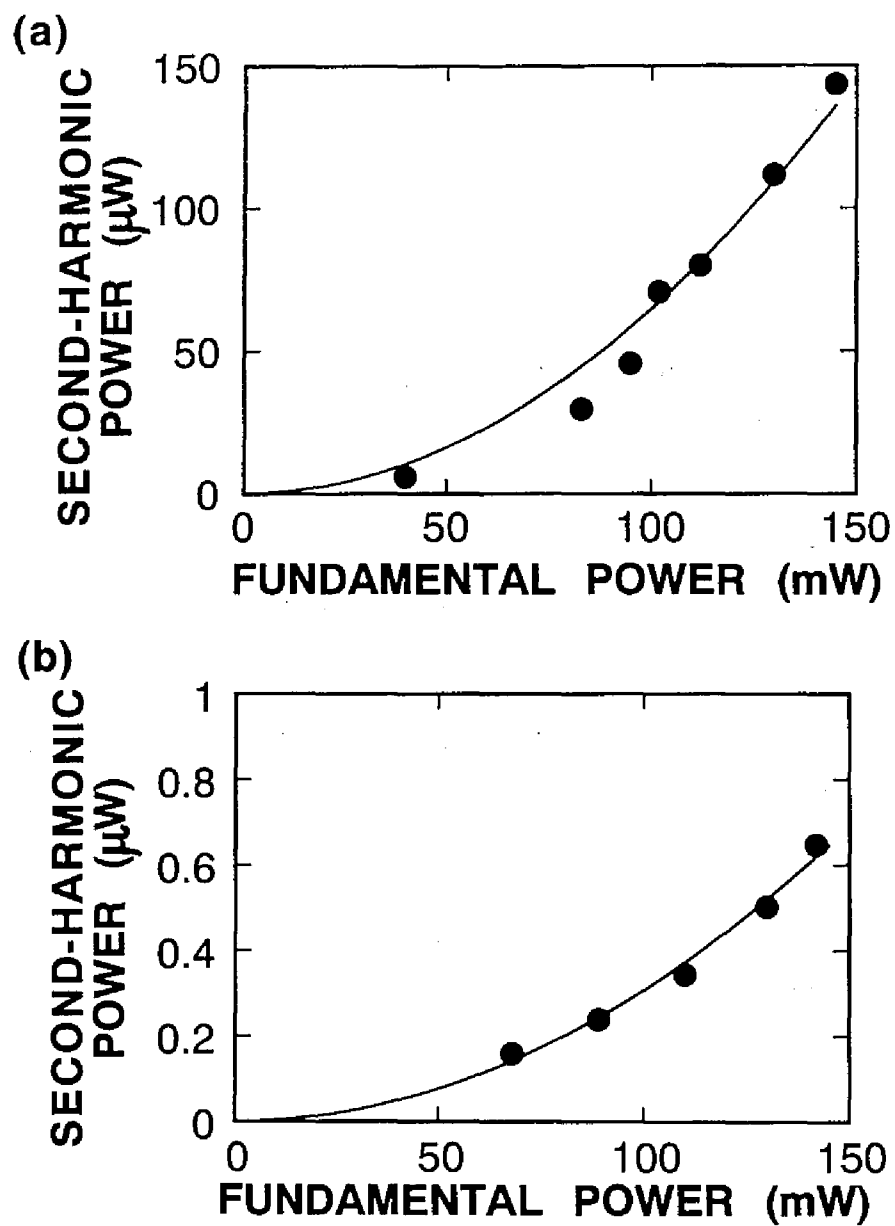 (a)
SECOND-HARMONIC
POWER (μW)
150
100
50
0
0 50 100 150
FUNDAMENTAL POWER (mW)
(b)
SECOND-HARMONIC
POWER (μW)
1
0.8
0.6
0.4
0.2
0
0 50 100 150
FUNDAMENTAL POWER (mW)